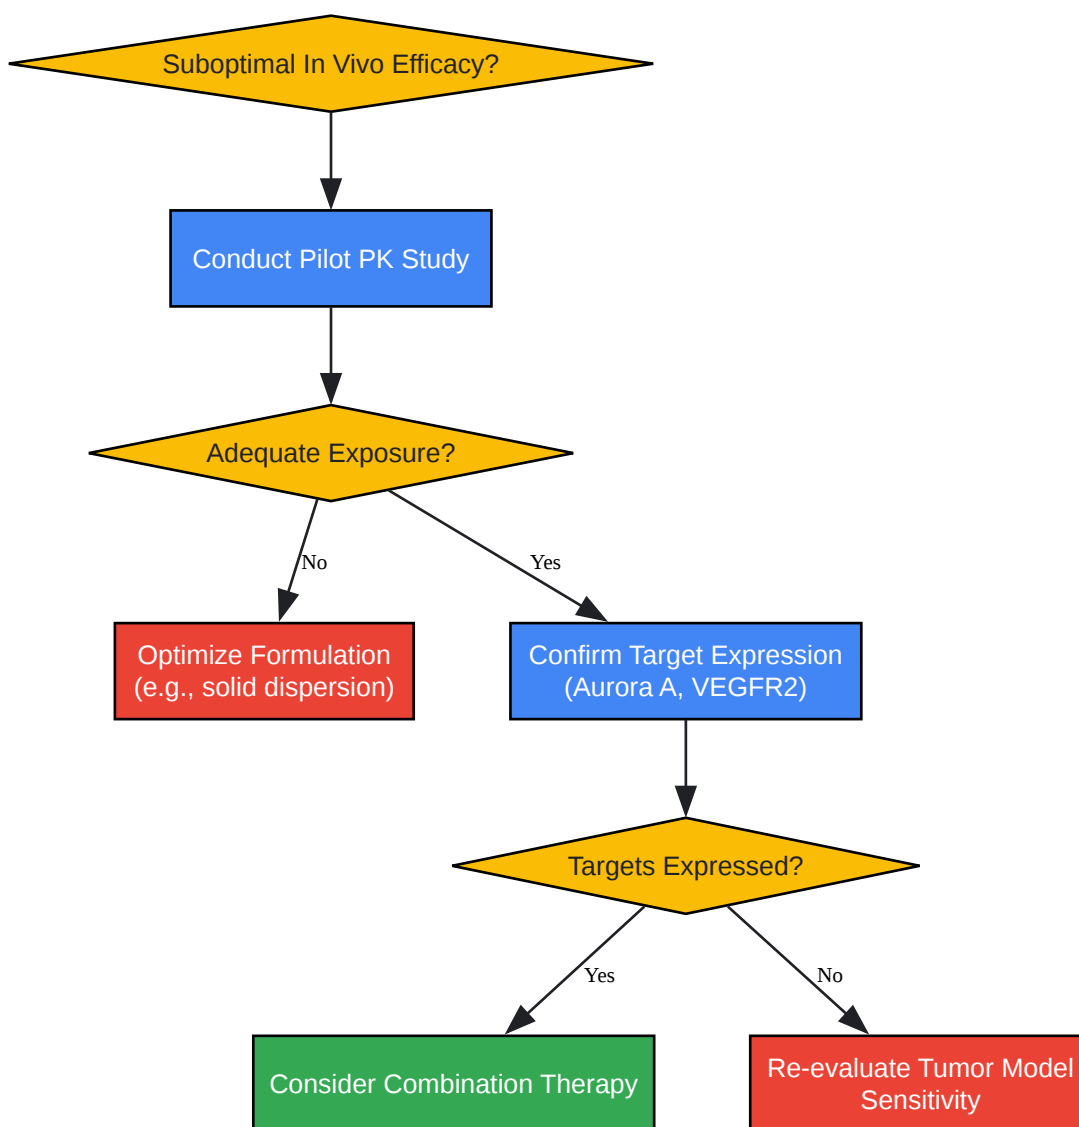 Suboptimal In Vivo Efficacy?
Conduct Pilot PK Study
Adequate Exposure?
No
Yes
Optimize Formulation
(e.g., solid dispersion)
Confirm Target Expression
(Aurora A, VEGFR2)
Targets Expressed?
Yes
No
Consider Combination Therapy
Re-evaluate Tumor Model
Sensitivity